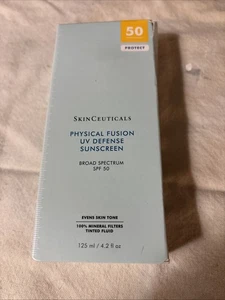 50
PROTECT
SKINCEUTICALS
PHYSICAL FUSION
UV DEFENSE
SUNSCREEN
BROAD SPECTRUM
SPF 50
EVENS SKIN TONE
100% MINERAL FILTERS
TINTED FLUID
125 ml / 4.2 fl oz